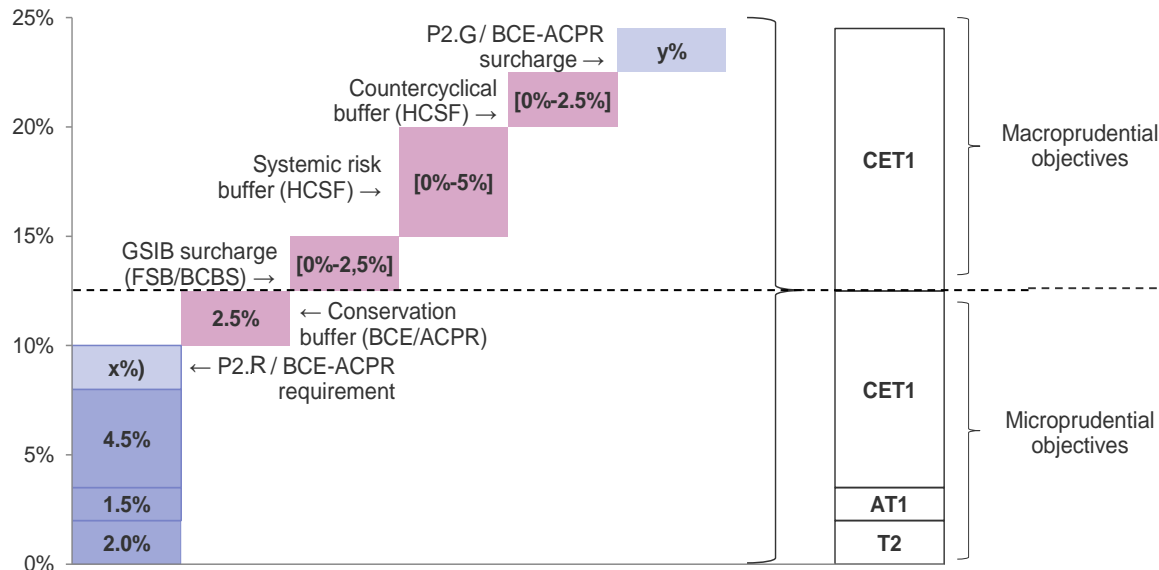 25%
20%
15%
10%
5%
0%
P2.G / BCE-ACPR
surcharge →
y%
Countercyclical
buffer (HCSF) →
[0%-2.5%]
Systemic risk
buffer (HCSF) →
[0%-5%]
GSIB surcharge
(FSB/BCBS) →
[0%-2,5%]
2.5%
← Conservation
buffer (BCE/ACPR)
x%)
← P2.R / BCE-ACPR
requirement
4.5%
1.5%
2.0%
CET1
CET1
AT1
T2
Macroprudential
objectives
Microprudential
objectives